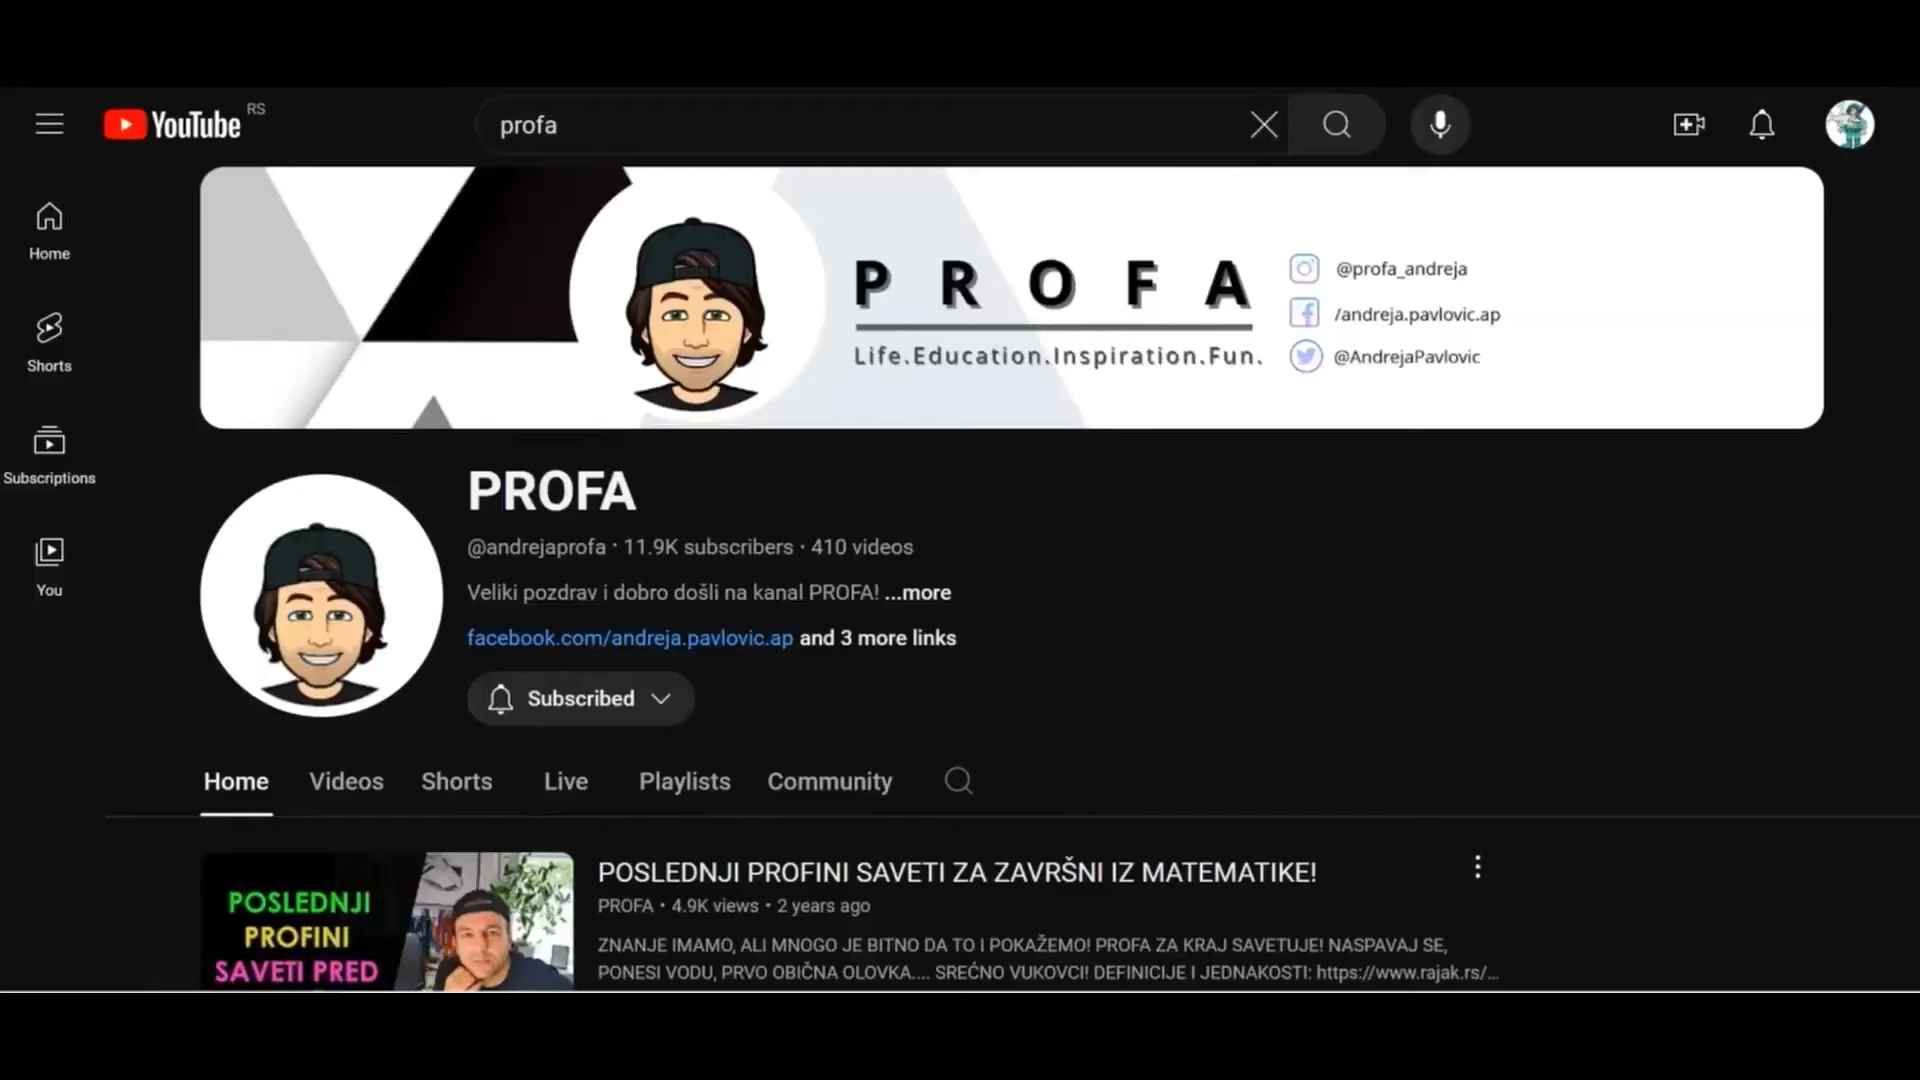 YouTube RS
profa
Home
Shorts
Subscriptions
You
PROFA
Life.Education.Inspiration.Fun.
@profa_andreja
/andreja.pavlovic.ap
@AndrejaPavlovic
PROFA
@andrejaprofa · 11.9K subscribers · 410 videos
Veliki pozdrav i dobro došli na kanal PROFA! ...more
facebook.com/andreja.pavlovic.ap and 3 more links
Subscribed
Home Videos Shorts Live Playlists Community
POSLEDNJI
PROFINI
SAVETI PRED
POSLEDNJI PROFINI SAVETI ZA ZAVRŠNI IZ MATEMATIKE!
PROFA • 4.9K views • 2 years ago
ZNANJE IMAMO, ALI MNOGO JE BITNO DA TO I POKAŽEMO! PROFA ZA KRAJ SAVETUJE! NASPAVAJ SE,
PONESI VODU, PRVO OBIČNA OLOVKA.... SREĆNO VUKOVCI! DEFINICIJE I JEDNAKOSTI: https://www.rajak.rs/...